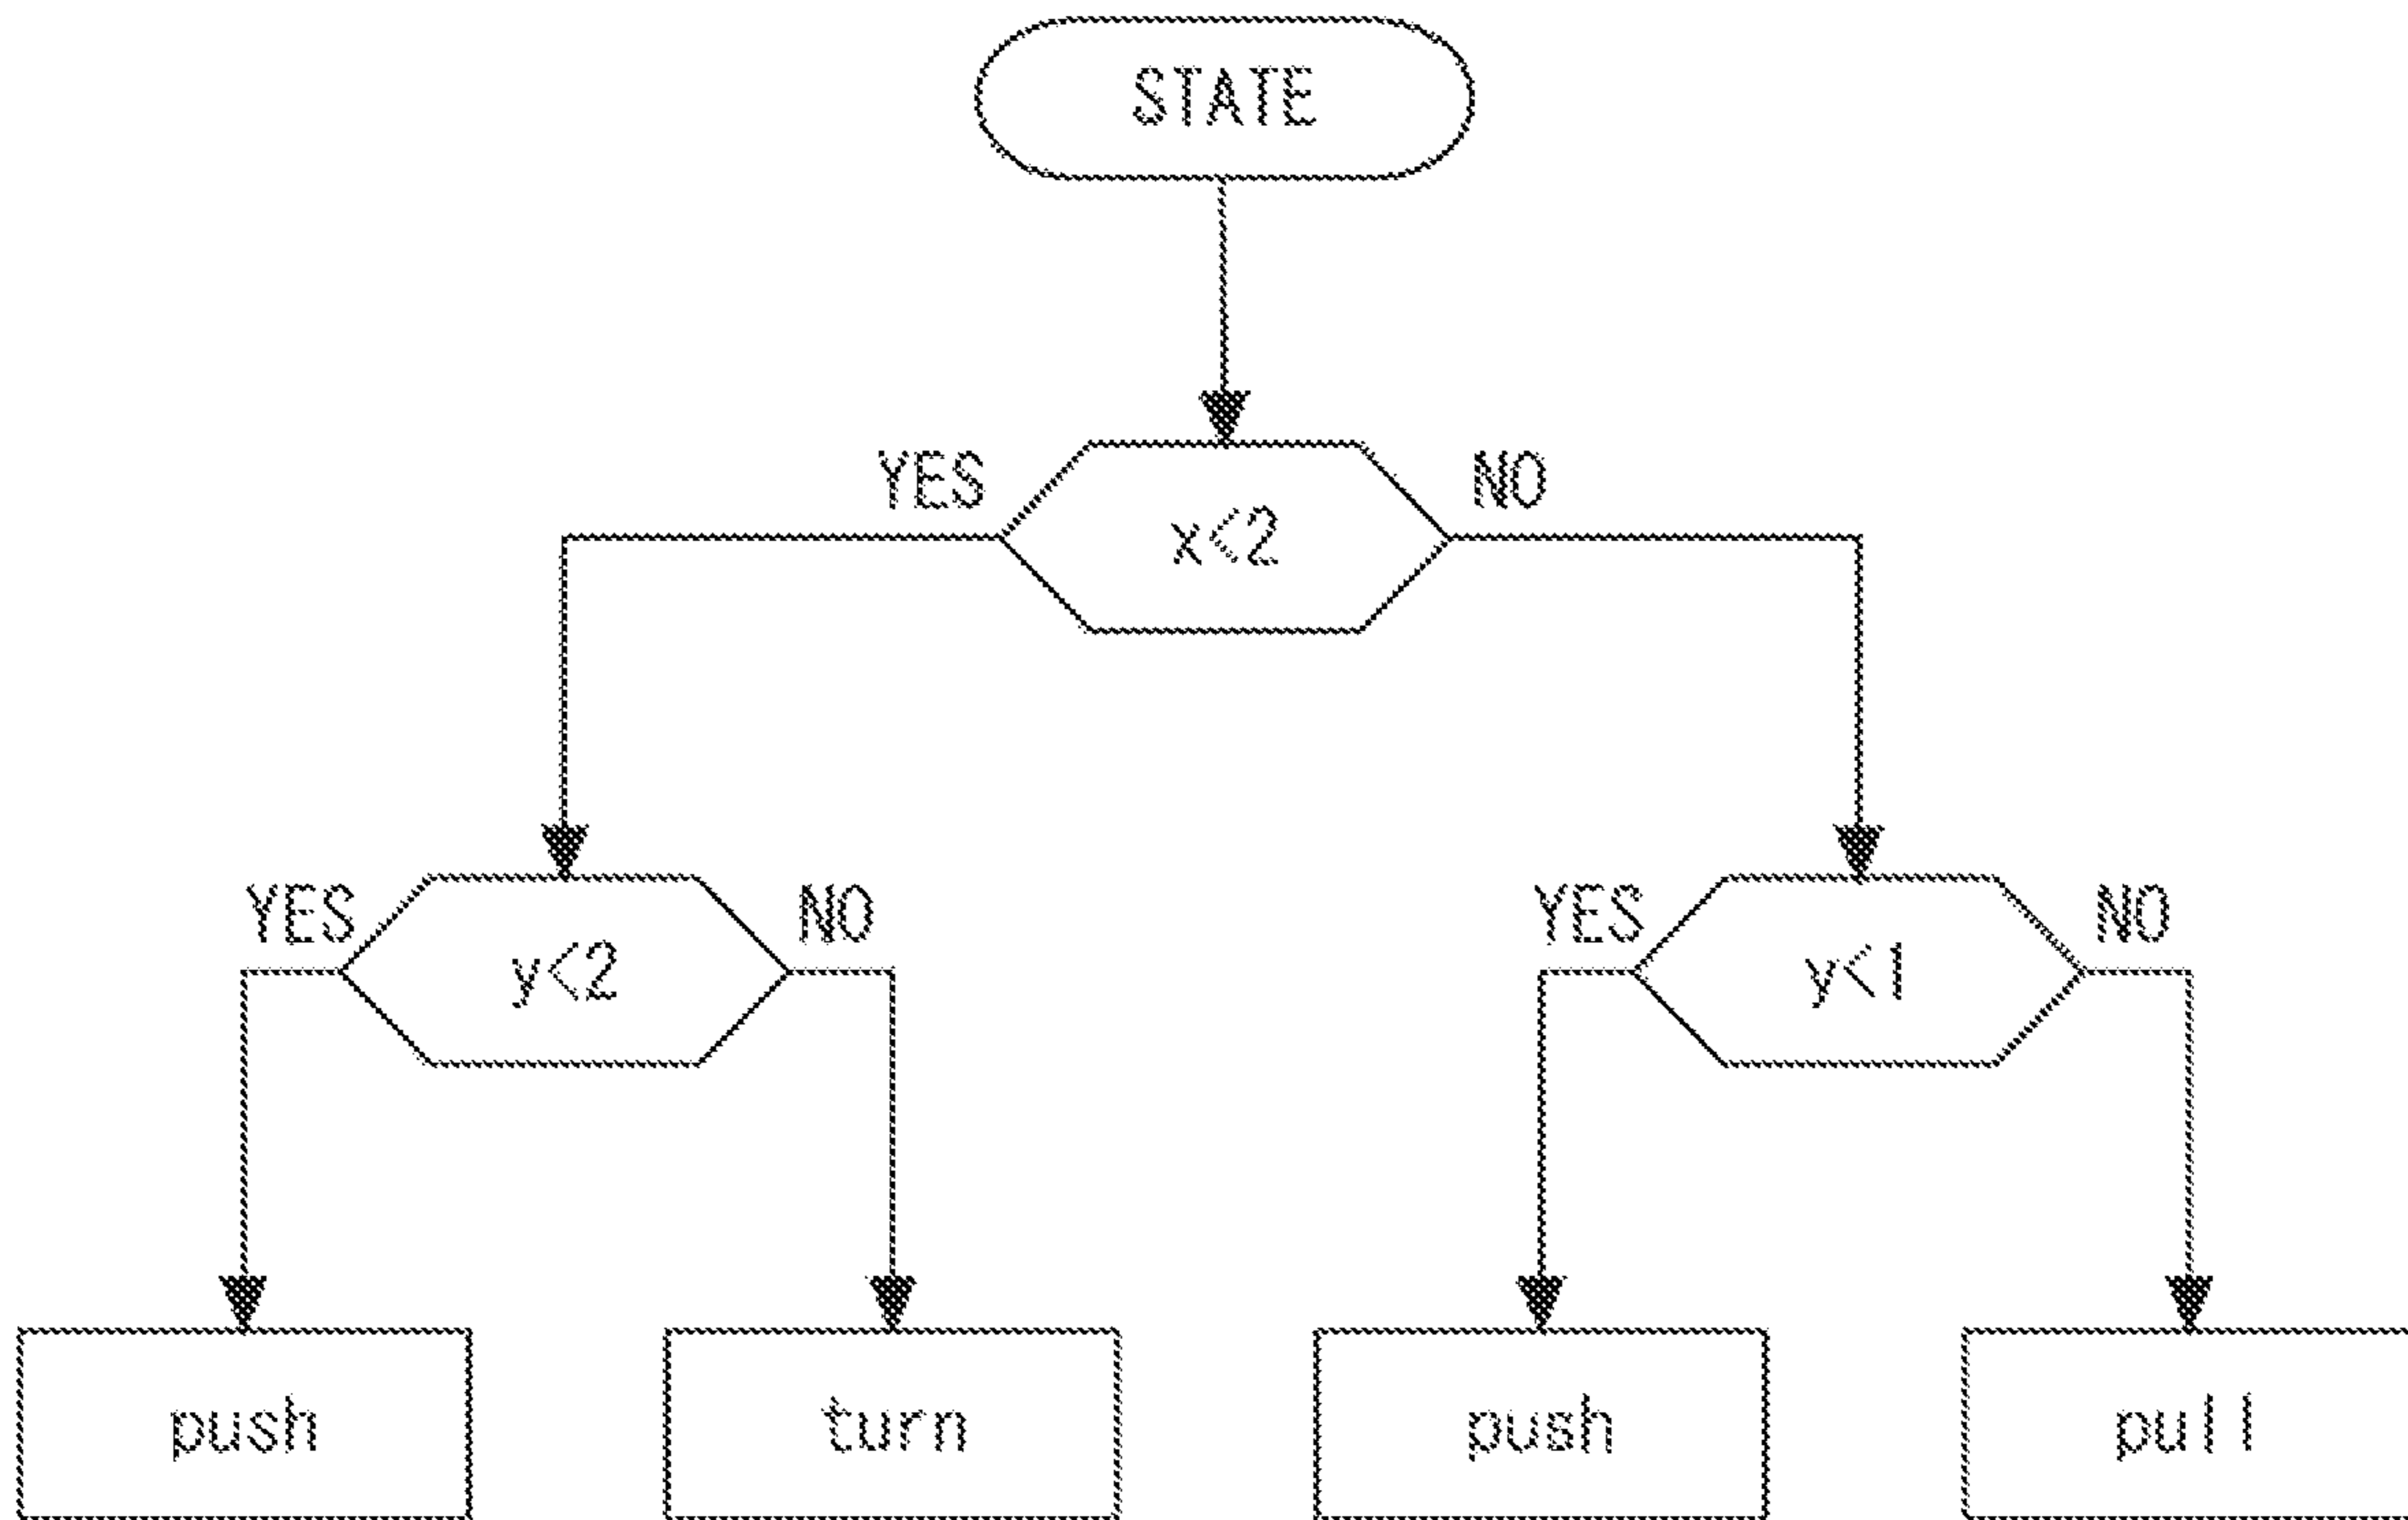 STATE
YES
NO
x<2
YES
NO
YES
NO
y<2
y<1
push
turn
push
pull